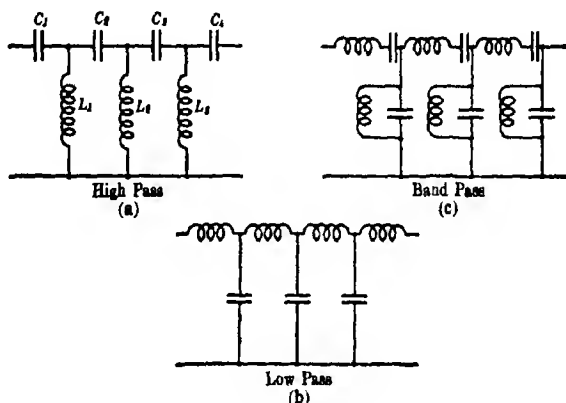 C1 C2 C3 C4
L1 L2 L3
High Pass
(a)
Band Pass
(c)
Low Pass
(b)